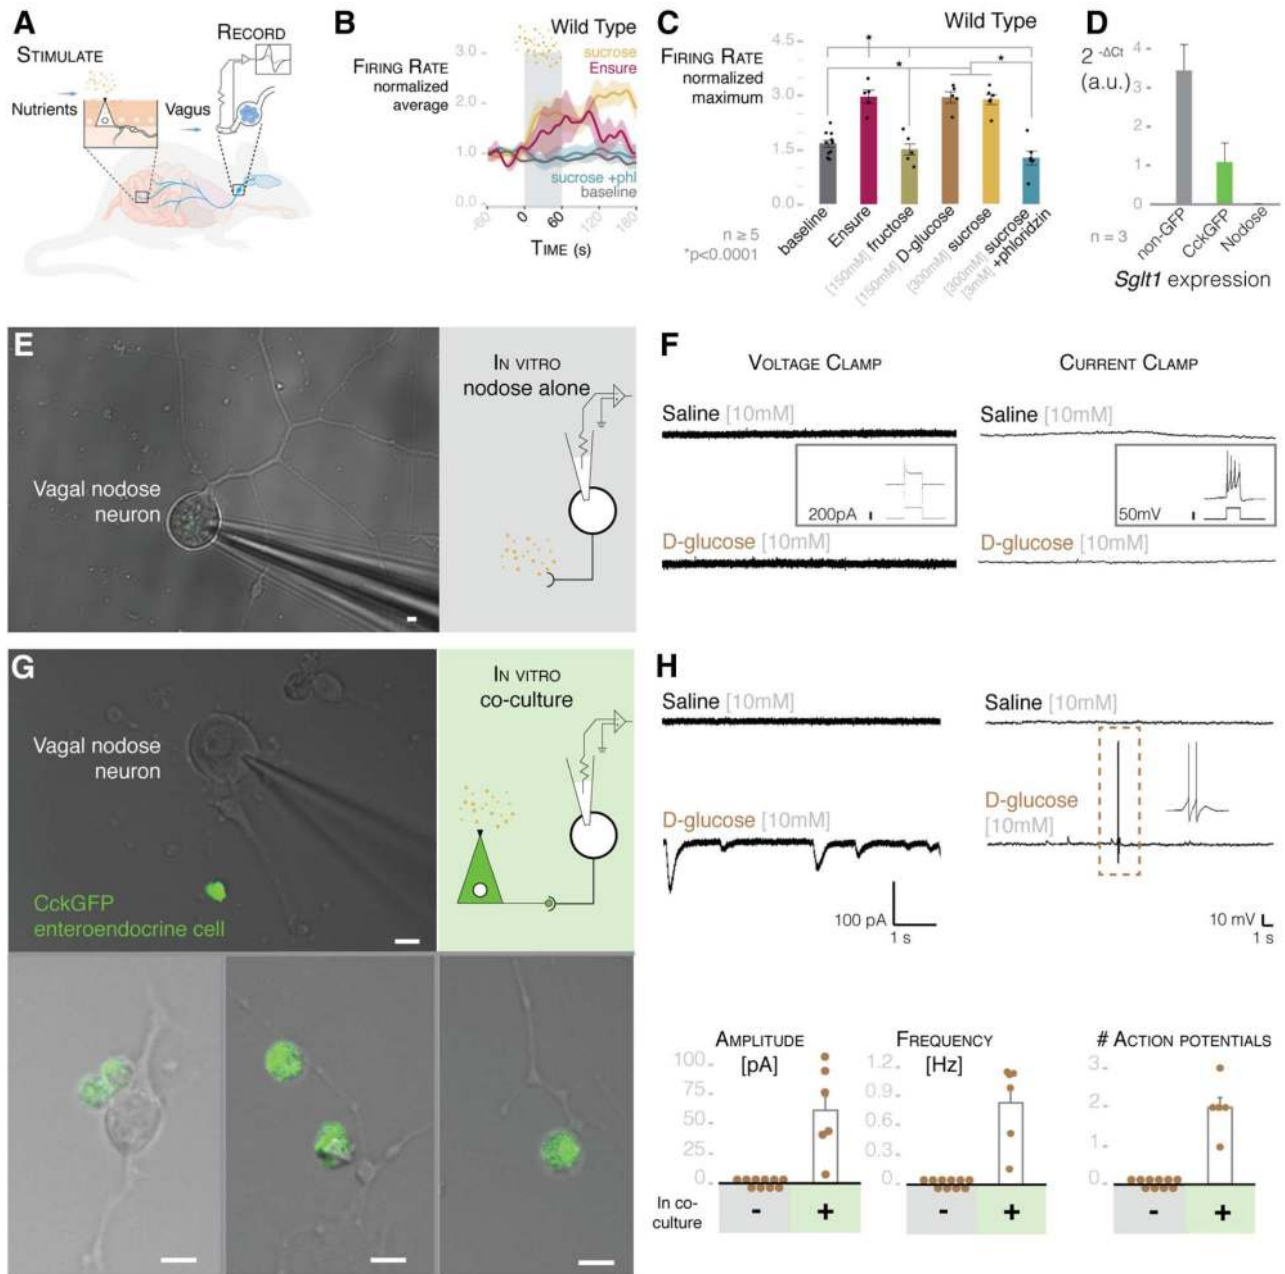 A
STIMULATE
RECORD
Nutrients
Vagus
B
Wild Type
FIRING RATE
normalized
average
sucrose
Ensure
sucrose +phl
baseline
3.0
2.0
1.0
0.0
-60
0
60
120
180
TIME (s)
C
Wild Type
FIRING RATE
normalized
maximum
4.5
3.0
1.5
0.0
*
*
*
n ≥ 5
*p<0.0001
baseline
Ensure
[150mM] fructose
[150mM] D-glucose
[300mM] sucrose
[300mM] sucrose
[3mM] +phloridzin
D
2 -ΔCt
(a.u.)
4
3
2
1
0
n = 3
non-GFP
CckGFP
Nodose
Sglt1 expression
E
Vagal nodose
neuron
IN VITRO
nodose alone
F
VOLTAGE CLAMP
CURRENT CLAMP
Saline [10mM]
Saline [10mM]
200pA
50mV
D-glucose [10mM]
D-glucose [10mM]
G
Vagal nodose
neuron
CckGFP
enteroendocrine cell
IN VITRO
co-culture
H
Saline [10mM]
Saline [10mM]
D-glucose [10mM]
D-glucose
[10mM]
100 pA
1 s
10 mV
1 s
AMPLITUDE
[pA]
100
75
50
25
0
FREQUENCY
[Hz]
1.2
0.9
0.6
0.3
0
# ACTION POTENTIALS
3
2
1
0
In co-
culture
-
+
-
+
-
+